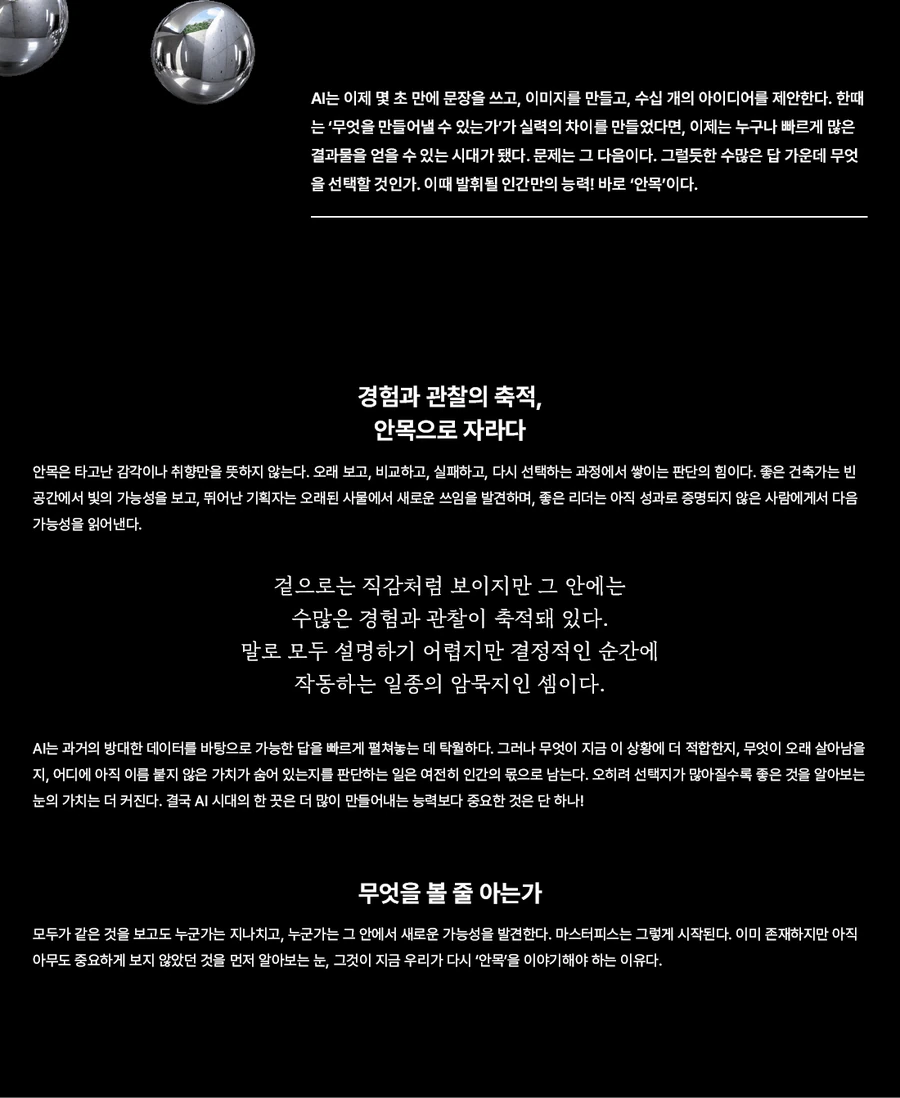 AI는 이제 몇 초 만에 문장을 쓰고, 이미지를 만들고, 수십 개의 아이디어를 제안한다. 한때
는 ‘무엇을 만들어낼 수 있는가’가 실력의 차이를 만들었다면, 이제는 누구나 빠르게 많은
결과물을 얻을 수 있는 시대가 됐다. 문제는 그 다음이다. 그럴듯한 수많은 답 가운데 무엇
을 선택할 것인가. 이때 발휘될 인간만의 능력! 바로 ‘안목’이다.
경험과 관찰의 축적,
안목으로 자라다
안목은 타고난 감각이나 취향만을 뜻하지 않는다. 오래 보고, 비교하고, 실패하고, 다시 선택하는 과정에서 쌓이는 판단의 힘이다. 좋은 건축가는 빈
공간에서 빛의 가능성을 보고, 뛰어난 기획자는 오래된 사물에서 새로운 쓰임을 발견하며, 좋은 리더는 아직 성과로 증명되지 않은 사람에게서 다음
가능성을 읽어낸다.
겉으로는 직감처럼 보이지만 그 안에는
수많은 경험과 관찰이 축적돼 있다.
말로 모두 설명하기 어렵지만 결정적인 순간에
작동하는 일종의 암묵지인 셈이다.
AI는 과거의 방대한 데이터를 바탕으로 가능한 답을 빠르게 펼쳐놓는 데 탁월하다. 그러나 무엇이 지금 이 상황에 더 적합한지, 무엇이 오래 살아남을
지, 어디에 아직 이름 붙지 않은 가치가 숨어 있는지를 판단하는 일은 여전히 인간의 몫으로 남는다. 오히려 선택지가 많아질수록 좋은 것을 알아보는
눈의 가치는 더 커진다. 결국 AI 시대의 한 끗은 더 많이 만들어내는 능력보다 중요한 것은 단 하나!
무엇을 볼 줄 아는가
모두가 같은 것을 보고도 누군가는 지나치고, 누군가는 그 안에서 새로운 가능성을 발견한다. 마스터피스는 그렇게 시작된다. 이미 존재하지만 아직
아무도 중요하게 보지 않았던 것을 먼저 알아보는 눈, 그것이 지금 우리가 다시 ‘안목’을 이야기해야 하는 이유다.